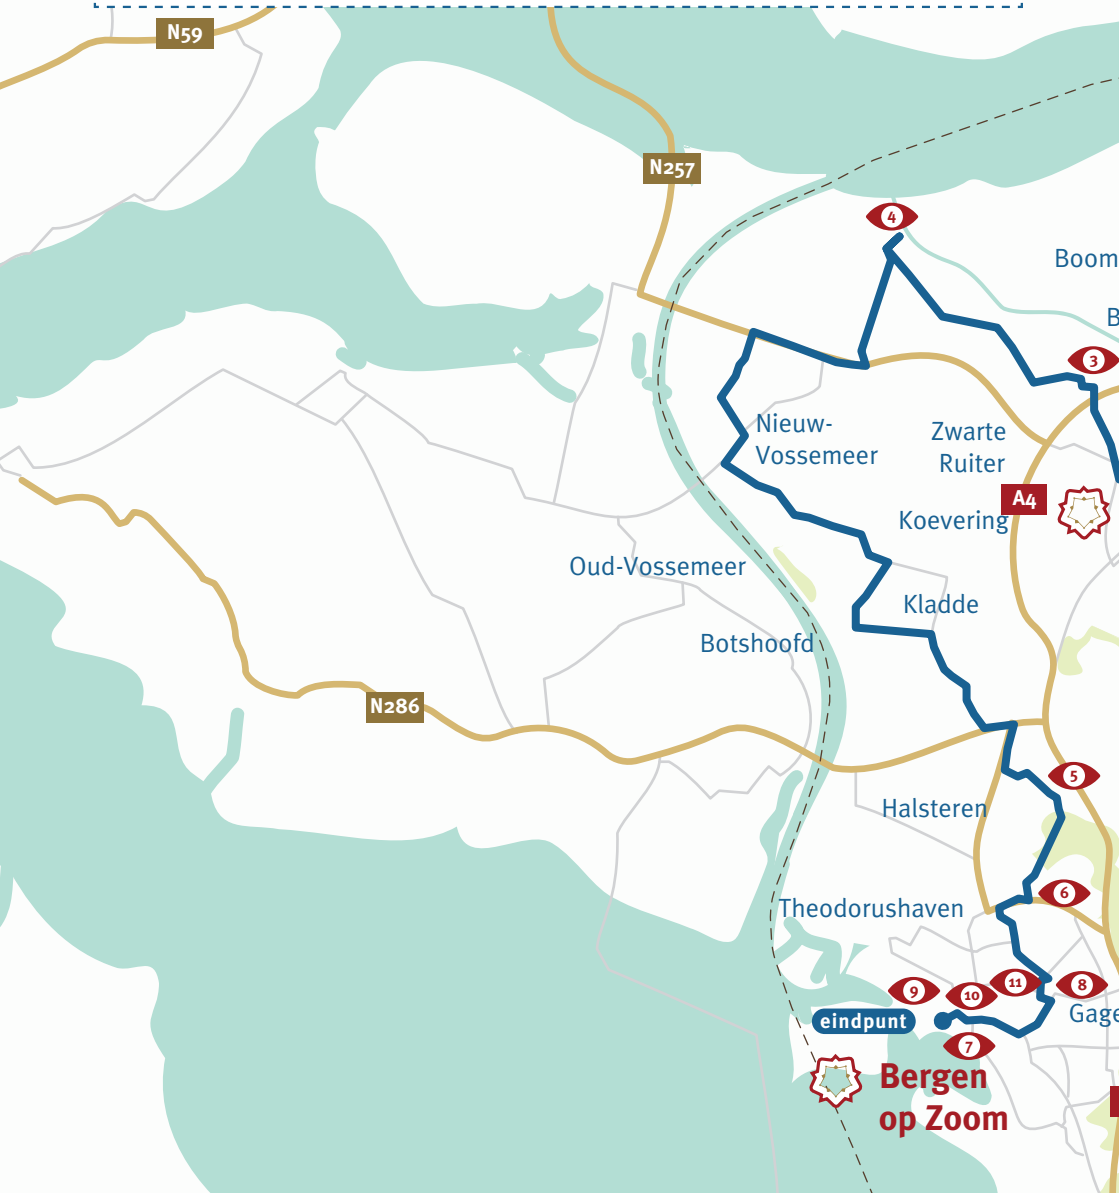 N59
N257
4
Boom
B
3
Nieuw-
Vossemeer
Zwarte
Ruiter
A4
Koevering
Oud-Vossemeer
Kladde
Botshoofd
N286
5
Halsteren
6
Theodorushaven
9
10
11
8
Gage
eindpunt
7
Bergen
op Zoom